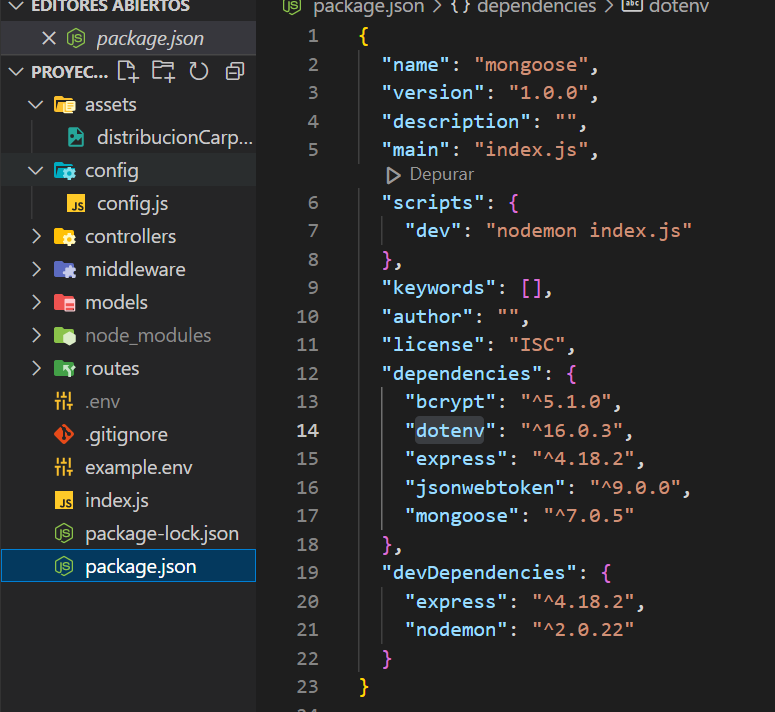 EDITORES ABIERTOS
package.json
PROYEC...
assets
distribucionCarp...
config
JS config.js
controllers
middleware
models
node_modules
routes
.env
.gitignore
example.env
JS index.js
package-lock.json
package.json
package.json > {} dependencies > abc dotenv
1 {
2 "name": "mongoose",
3 "version": "1.0.0",
4 "description": "",
5 "main": "index.js",
Depurar
6 "scripts": {
7 "dev": "nodemon index.js"
8 },
9 "keywords": [],
10 "author": "",
11 "license": "ISC",
12 "dependencies": {
13 "bcrypt": "^5.1.0",
14 "dotenv": "^16.0.3",
15 "express": "^4.18.2",
16 "jsonwebtoken": "^9.0.0",
17 "mongoose": "^7.0.5"
18 },
19 "devDependencies": {
20 "express": "^4.18.2",
21 "nodemon": "^2.0.22"
22 }
23 }